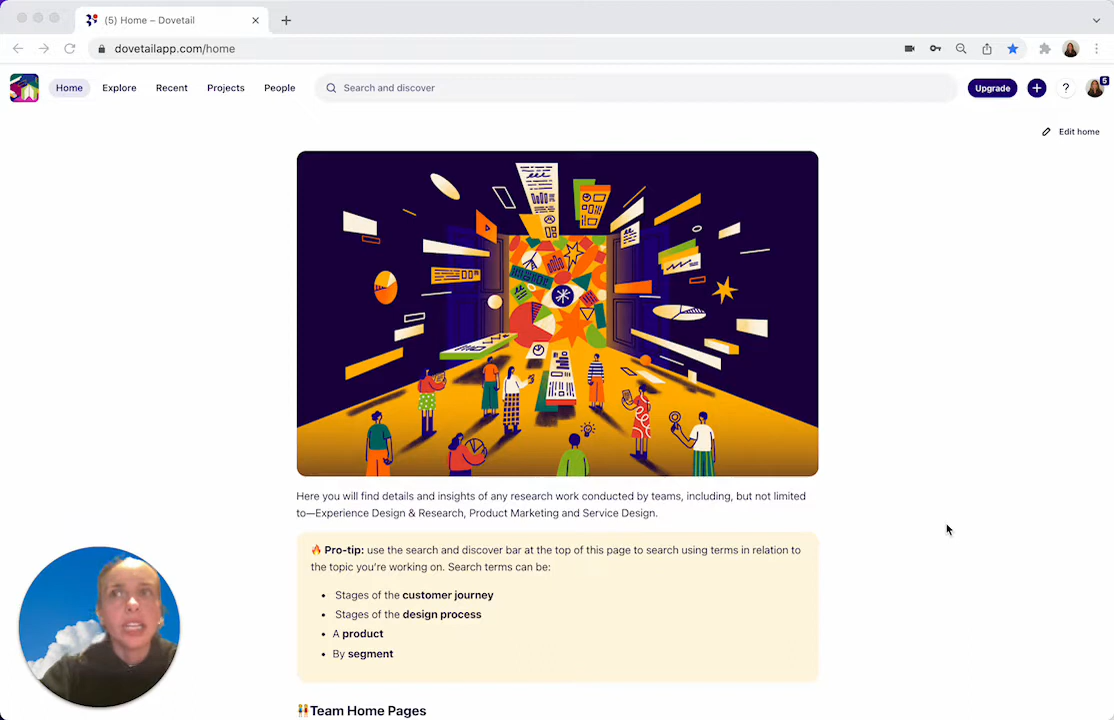 (5) Home – Dovetail
dovetailapp.com/home
Home Explore Recent Projects People Search and discover Upgrade ? 5
Edit home
Here you will find details and insights of any research work conducted by teams, including, but not limited
to—Experience Design & Research, Product Marketing and Service Design.
🔥 Pro-tip: use the search and discover bar at the top of this page to search using terms in relation to
the topic you're working on. Search terms can be:
• Stages of the customer journey
• Stages of the design process
• A product
• By segment
👫Team Home Pages